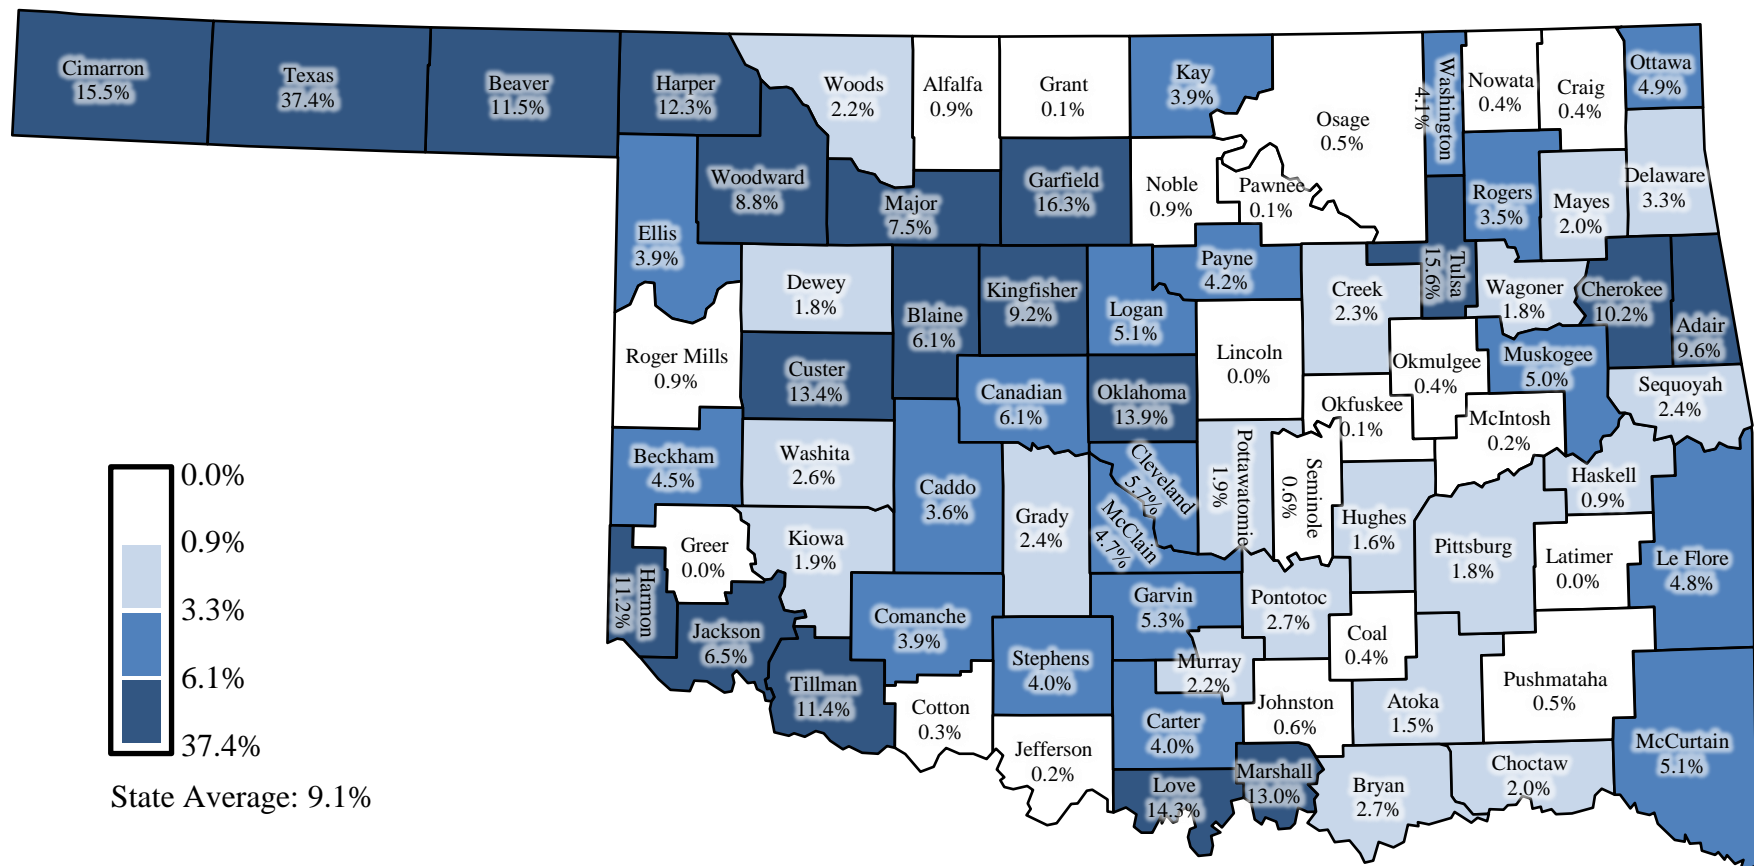 Cimarron
15.5%
Texas
37.4%
Beaver
11.5%
Harper
12.3%
Woods
2.2%
Alfalfa
0.9%
Grant
0.1%
Kay
3.9%
Osage
0.5%
Washington
4.1%
Nowata
0.4%
Craig
0.4%
Ottawa
4.9%
Woodward
8.8%
Major
7.5%
Garfield
16.3%
Noble
0.9%
Pawnee
0.1%
Rogers
3.5%
Mayes
2.0%
Delaware
3.3%
Ellis
3.9%
Dewey
1.8%
Blaine
6.1%
Kingfisher
9.2%
Logan
5.1%
Payne
4.2%
Creek
2.3%
Tulsa
15.6%
Wagoner
1.8%
Cherokee
10.2%
Adair
9.6%
Roger Mills
0.9%
Custer
13.4%
Canadian
6.1%
Oklahoma
13.9%
Lincoln
0.0%
Okmulgee
0.4%
Muskogee
5.0%
Sequoyah
2.4%
Okfuskee
0.1%
McIntosh
0.2%
Beckham
4.5%
Washita
2.6%
Caddo
3.6%
Grady
2.4%
Cleveland
5.7%
McClain
4.7%
Pottawatomie
1.9%
Seminole
0.6%
Hughes
1.6%
Haskell
0.9%
Pittsburg
1.8%
Latimer
0.0%
Le Flore
4.8%
Greer
0.0%
Kiowa
1.9%
Harmon
11.2%
Jackson
6.5%
Comanche
3.9%
Garvin
5.3%
Pontotoc
2.7%
Coal
0.4%
Tillman
11.4%
Stephens
4.0%
Murray
2.2%
Johnston
0.6%
Atoka
1.5%
Pushmataha
0.5%
Cotton
0.3%
Carter
4.0%
McCurtain
5.1%
Jefferson
0.2%
Love
14.3%
Marshall
13.0%
Bryan
2.7%
Choctaw
2.0%
0.0%
0.9%
3.3%
6.1%
37.4%
State Average: 9.1%